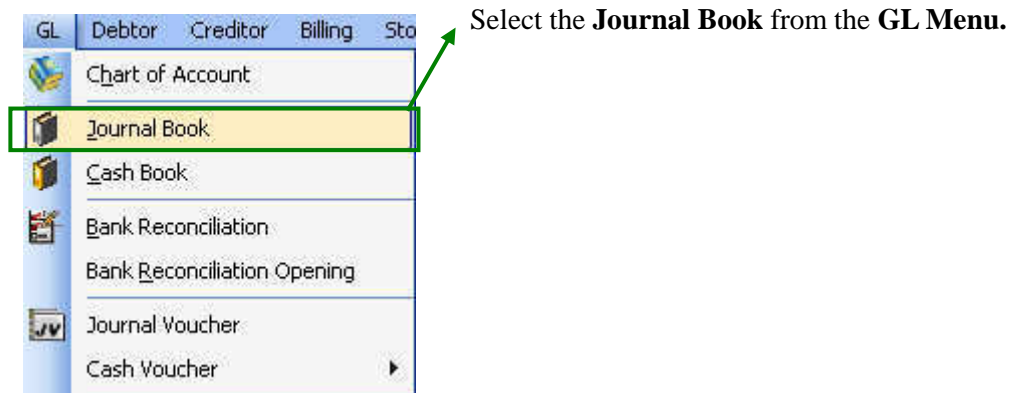 Select the Journal Book from the GL Menu.
GL Debtor Creditor Billing Sto
Chart of Account
Journal Book
Cash Book
Bank Reconciliation
Bank Reconciliation Opening
JV Journal Voucher
Cash Voucher